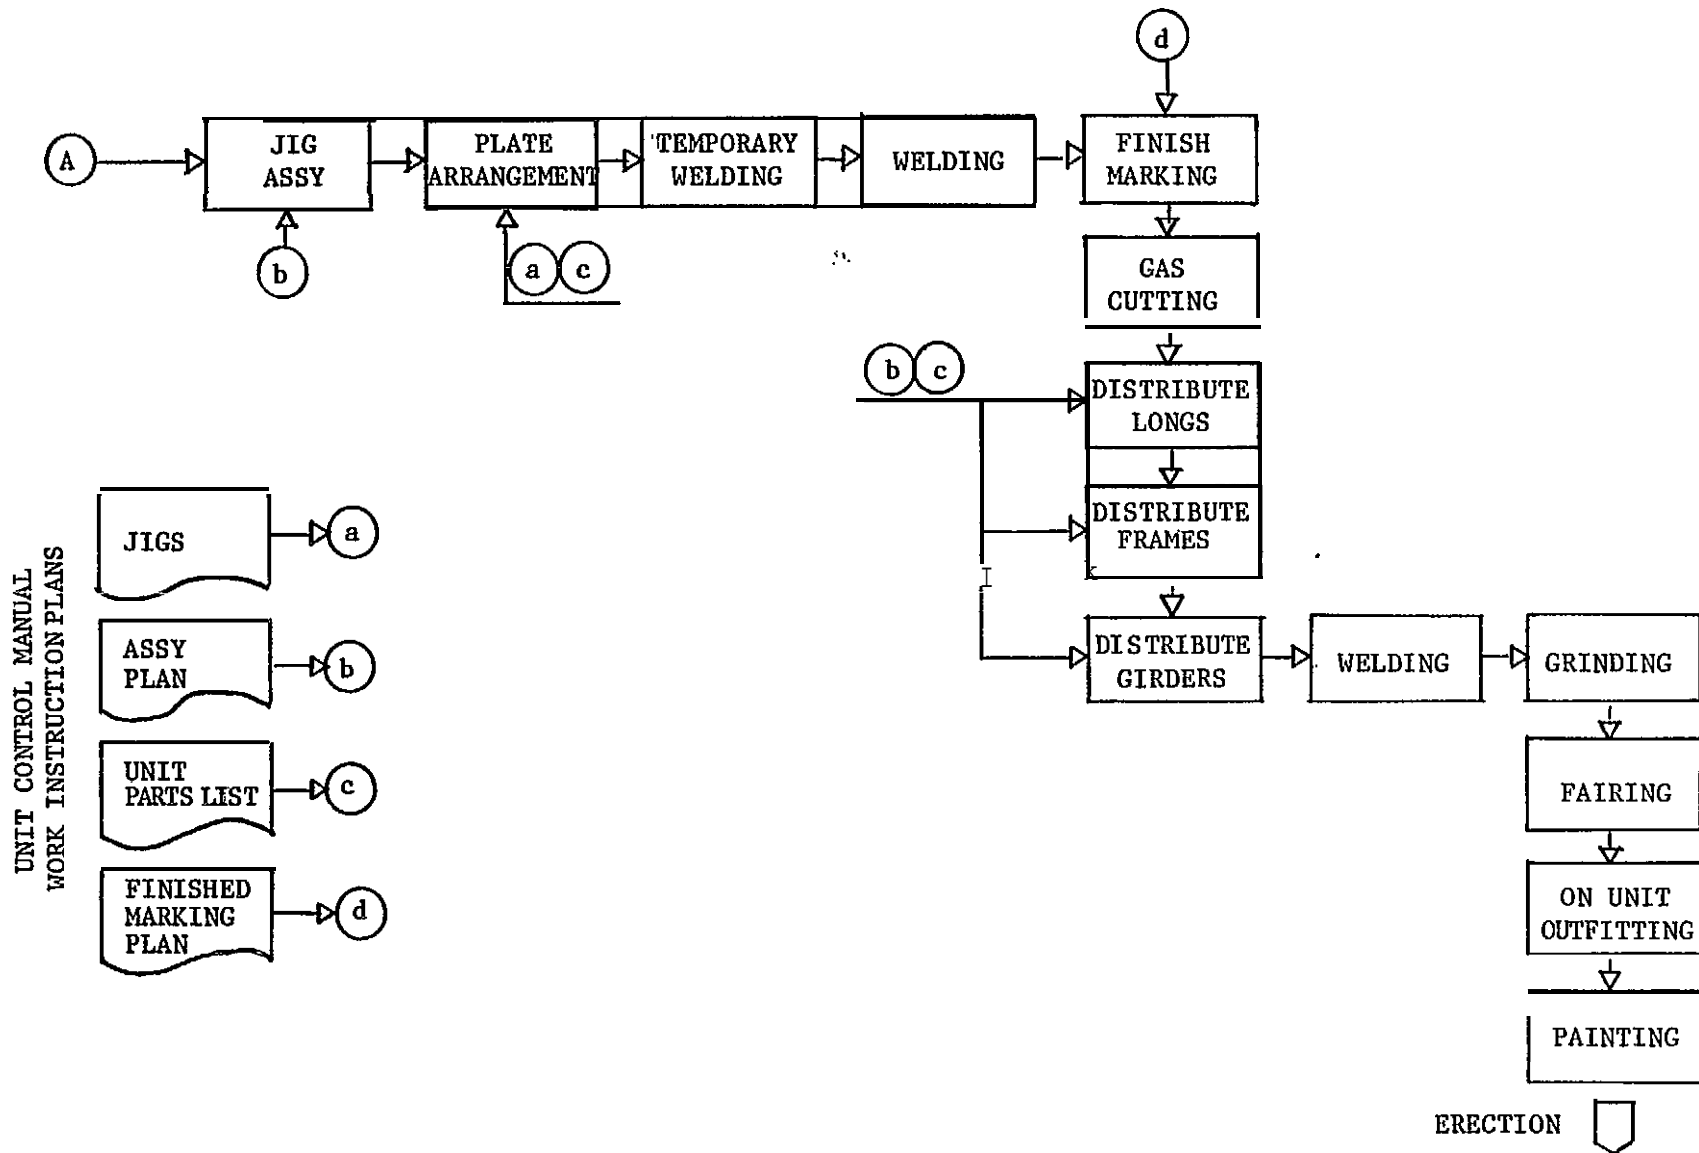 d
A
JIG
ASSY
PLATE
ARRANGEMENT
TEMPORARY
WELDING
WELDING
FINISH
MARKING
b
a c
GAS
CUTTING
b c
DISTRIBUTE
LONGS
DISTRIBUTE
FRAMES
DISTRIBUTE
GIRDERS
WELDING
GRINDING
FAIRING
ON UNIT
OUTFITTING
PAINTING
ERECTION
UNIT CONTROL MANUAL
WORK INSTRUCTION PLANS
JIGS
a
ASSY
PLAN
b
UNIT
PARTS LIST
c
FINISHED
MARKING
PLAN
d